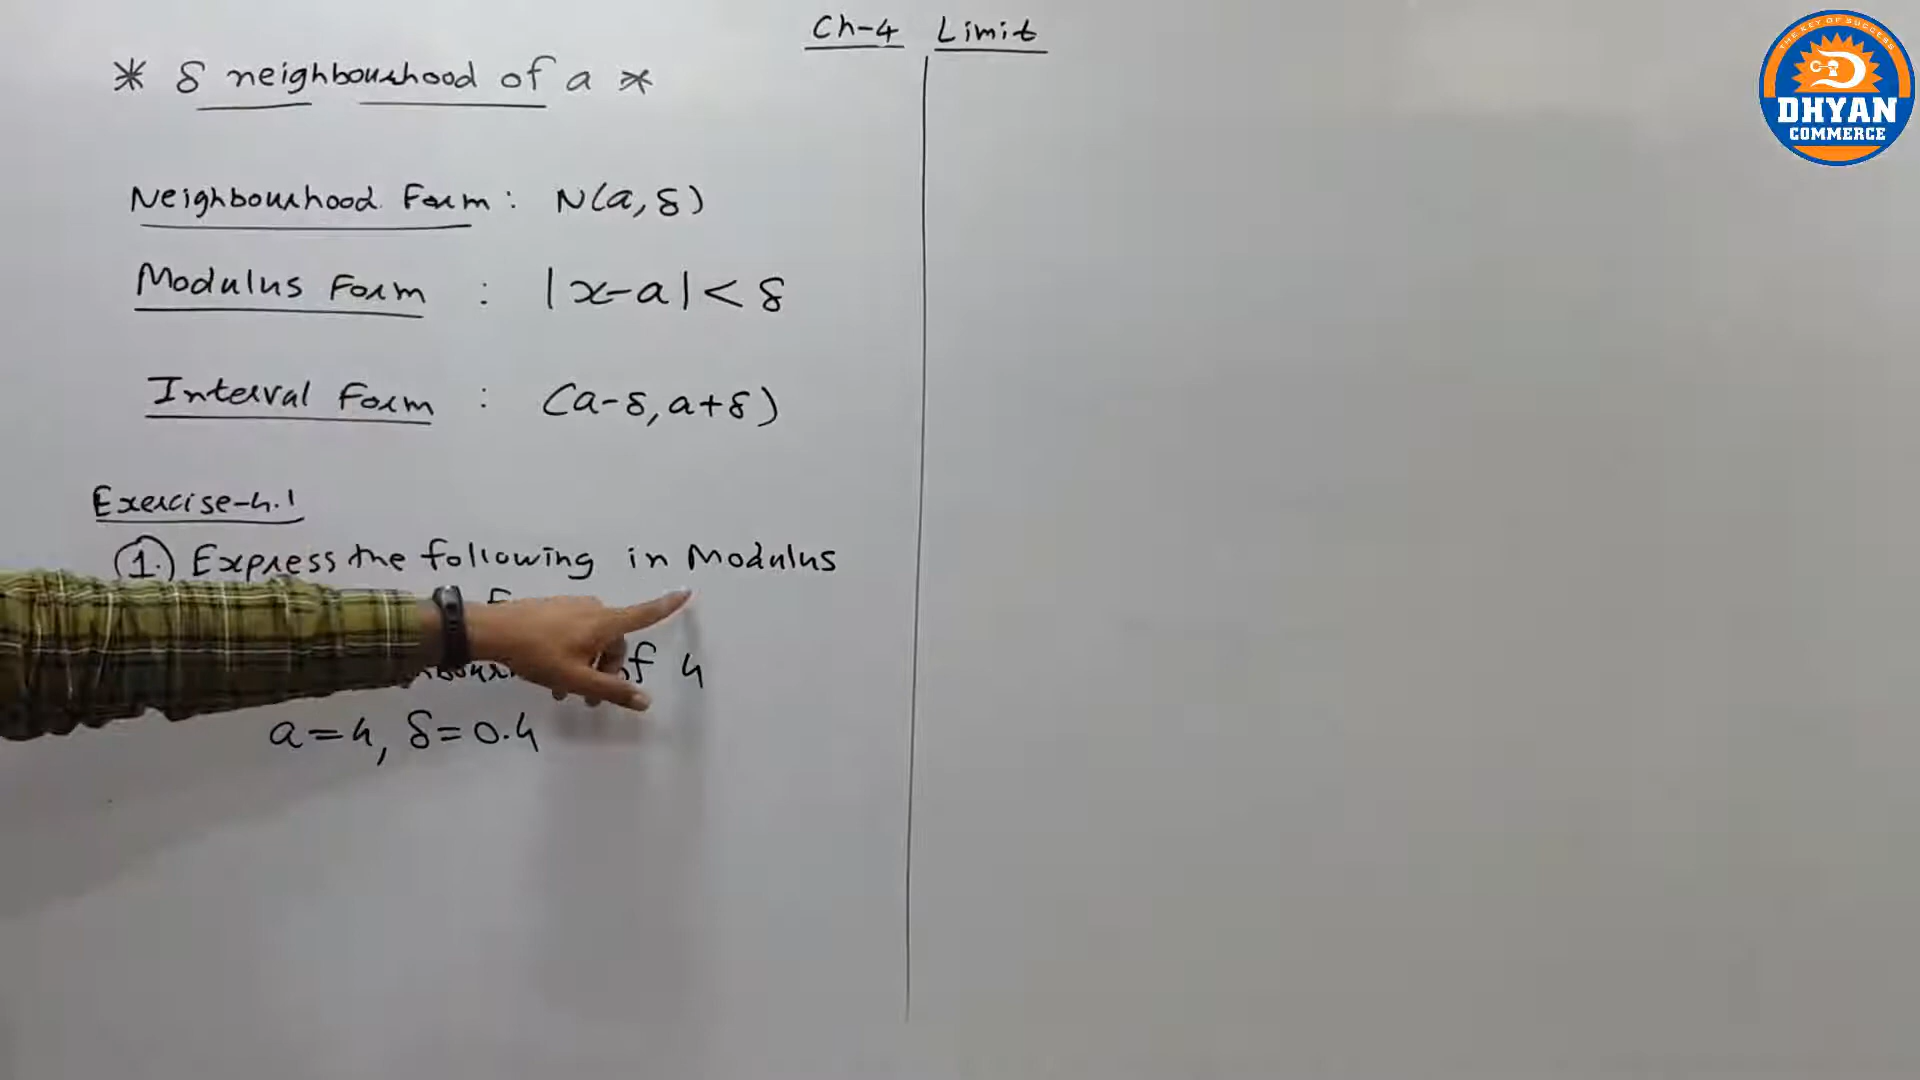 Ch-4 Limit
* δ neighbourhood of a *
Neighbourhood Form : N(a, δ)
Modulus Form : |x-a| < δ
Interval Form : (a-δ, a+δ)
Exercise-4.1
1. Express the following in Modulus
of 4
a=4, δ=0.4
THE KEY OF SUCCESS
DHYAN
COMMERCE